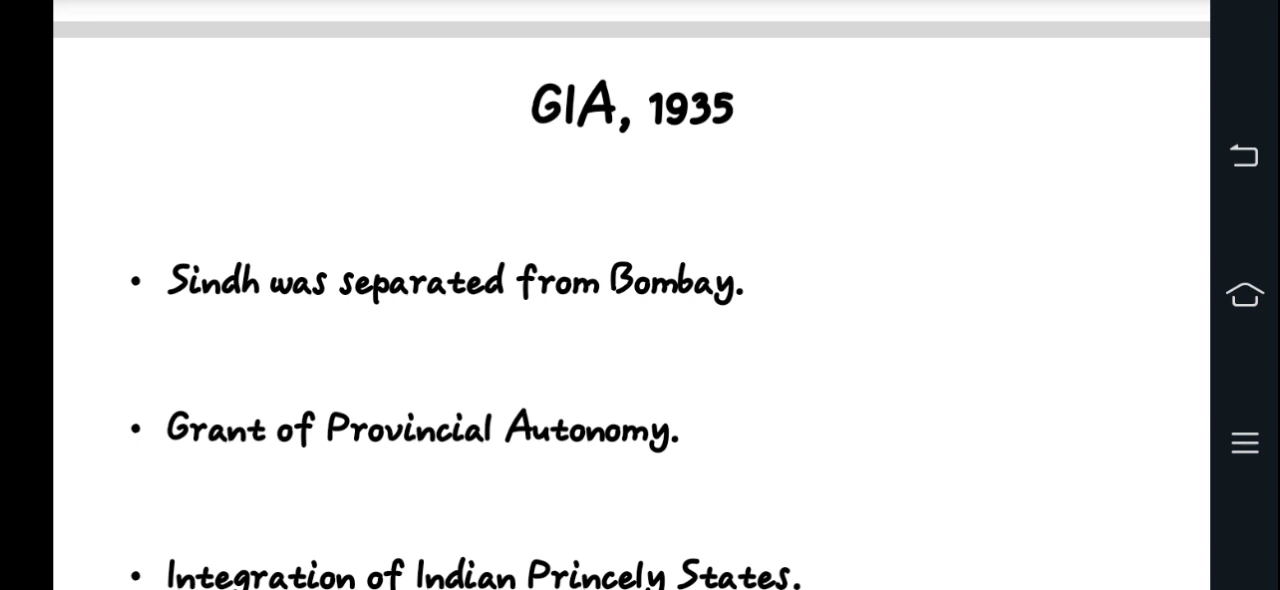 GIA, 1935
• Sindh was separated from Bombay.
• Grant of Provincial Autonomy.
• Integration of Indian Princely States.